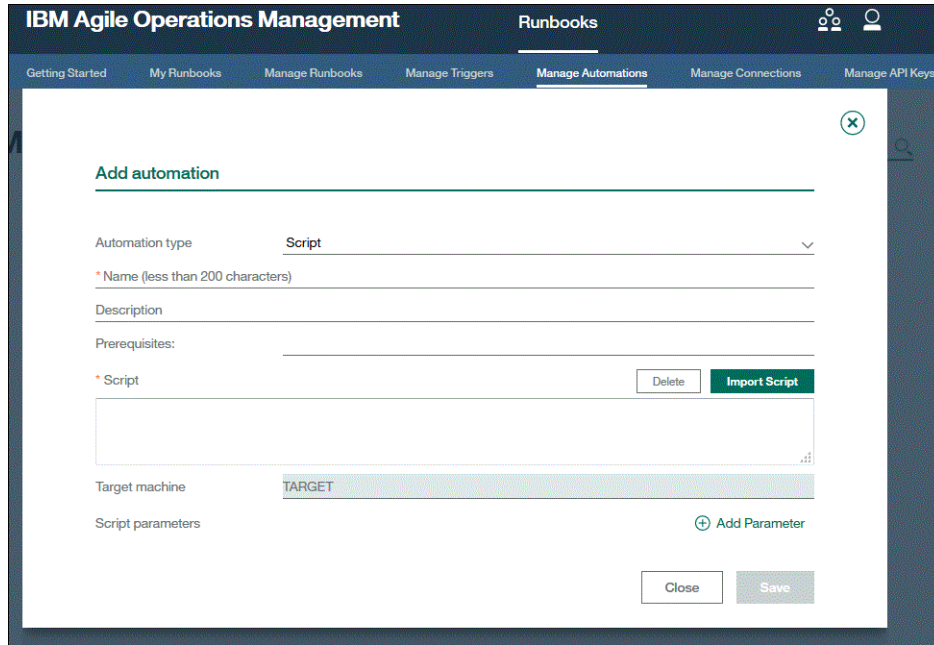 IBM Agile Operations Management Runbooks
Getting Started My Runbooks Manage Runbooks Manage Triggers Manage Automations Manage Connections Manage API Keys
Add automation
Automation type Script
* Name (less than 200 characters)
Description
Prerequisites:
* Script Delete Import Script
Target machine TARGET
Script parameters Add Parameter
Close Save